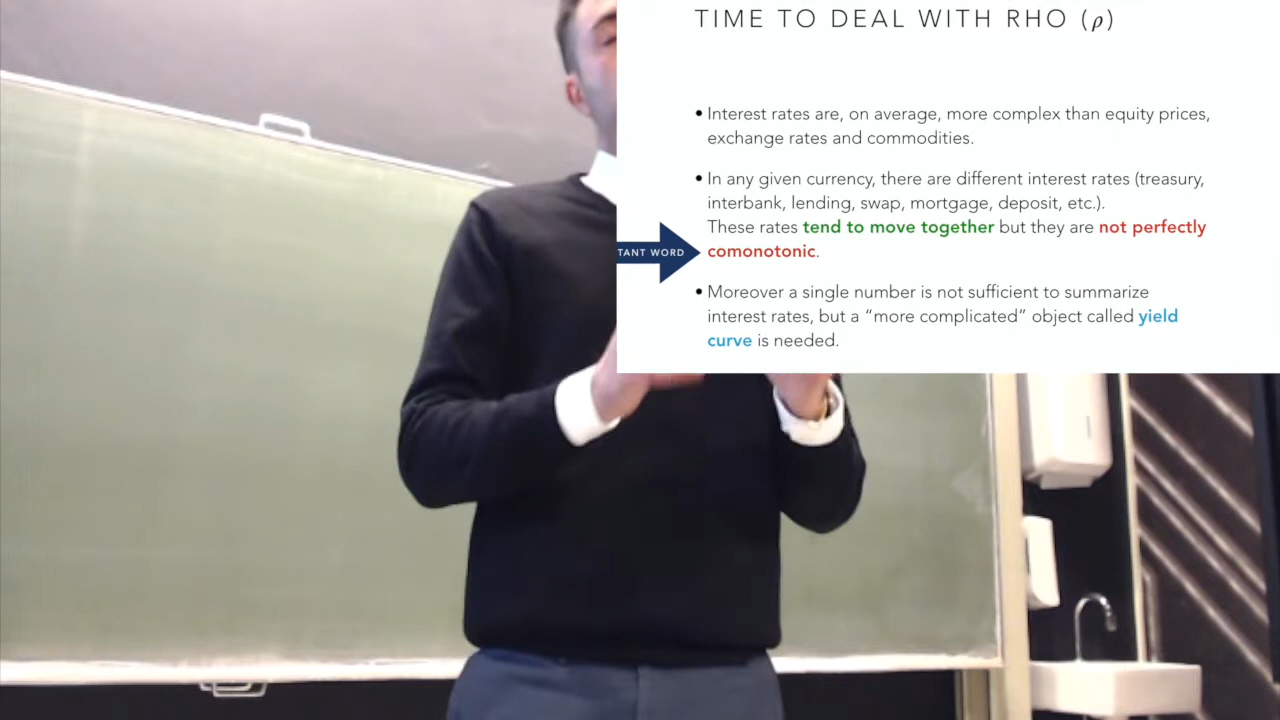 TIME TO DEAL WITH RHO (ρ)
• Interest rates are, on average, more complex than equity prices,
exchange rates and commodities.
• In any given currency, there are different interest rates (treasury,
interbank, lending, swap, mortgage, deposit, etc.).
These rates tend to move together but they are not perfectly
TANT WORD
comonotonic.
• Moreover a single number is not sufficient to summarize
interest rates, but a “more complicated” object called yield
curve is needed.